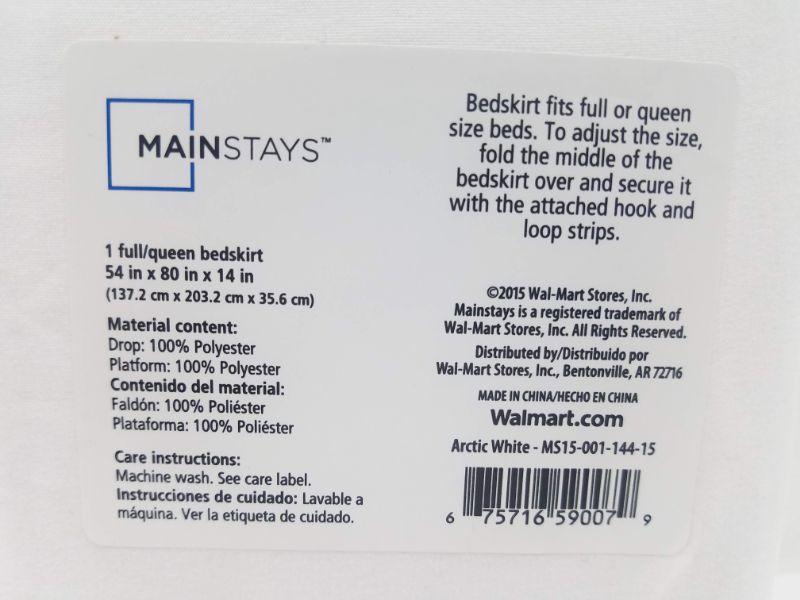 MAINSTAYS™
1 full/queen bedskirt
54 in x 80 in x 14 in
(137.2 cm x 203.2 cm x 35.6 cm)
Material content:
Drop: 100% Polyester
Platform: 100% Polyester
Contenido del material:
Faldón: 100% Poliéster
Plataforma: 100% Poliéster
Care instructions:
Machine wash. See care label.
Instrucciones de cuidado: Lavable a
máquina. Ver la etiqueta de cuidado.
Bedskirt fits full or queen
size beds. To adjust the size,
fold the middle of the
bedskirt over and secure it
with the attached hook and
loop strips.
©2015 Wal-Mart Stores, Inc.
Mainstays is a registered trademark of
Wal-Mart Stores, Inc. All Rights Reserved.
Distributed by/Distribuido por
Wal-Mart Stores, Inc., Bentonville, AR 72716
MADE IN CHINA/HECHO EN CHINA
Walmart.com
Arctic White - MS15-001-144-15
6 75716 59007 9